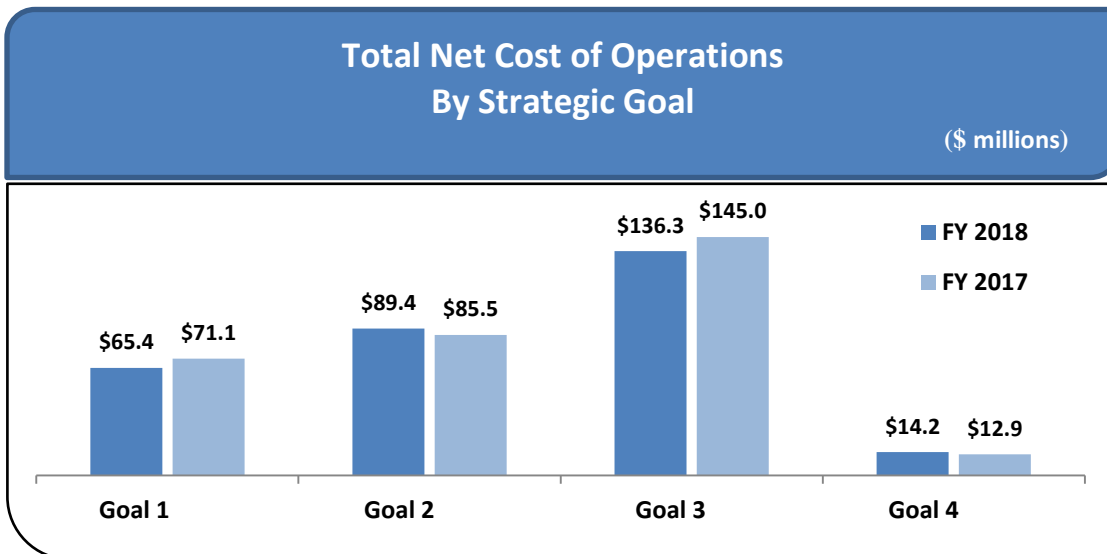 Total Net Cost of Operations
By Strategic Goal
($ millions)
$65.4
$71.1
$89.4
$85.5
$136.3
$145.0
$14.2
$12.9
FY 2018
FY 2017
Goal 1
Goal 2
Goal 3
Goal 4